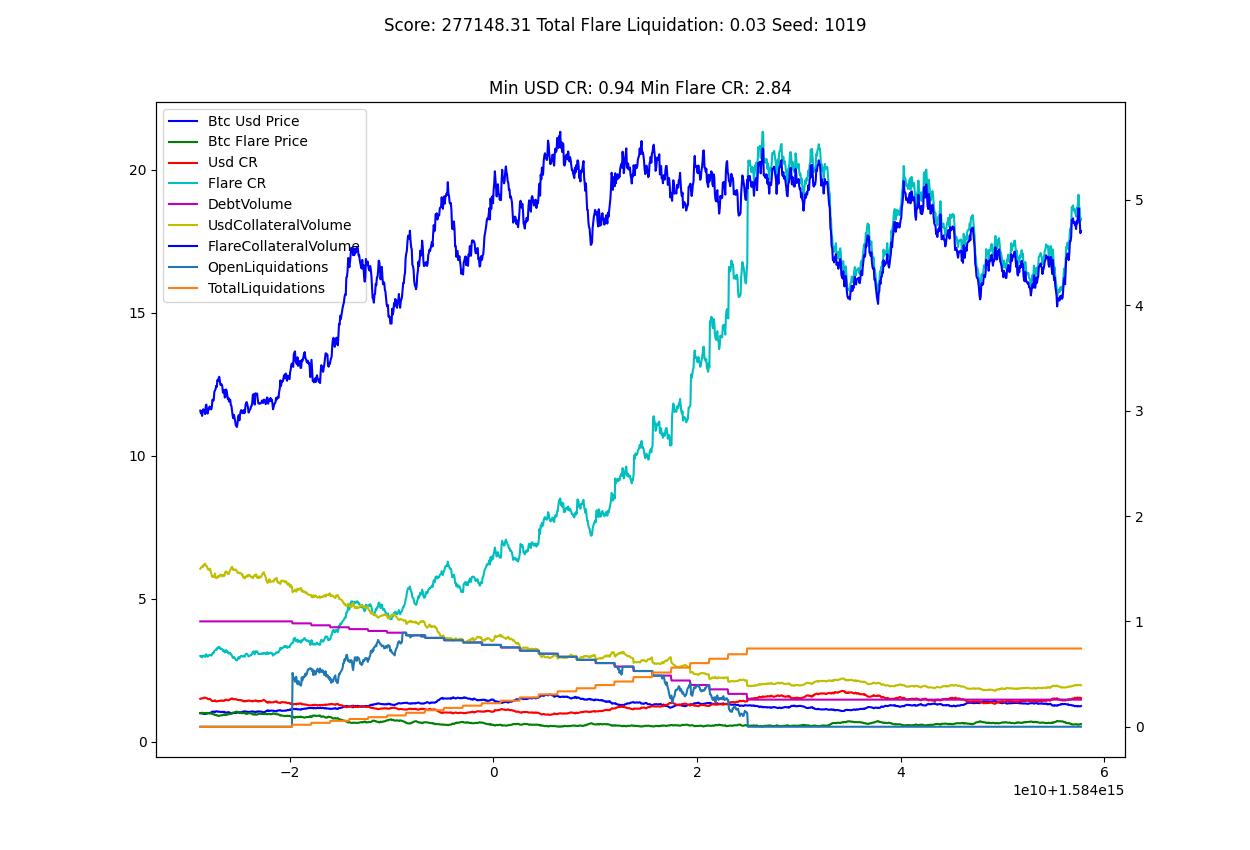 Score: 277148.31 Total Flare Liquidation: 0.03 Seed: 1019
Min USD CR: 0.94 Min Flare CR: 2.84
Btc Usd Price
Btc Flare Price
Usd CR
Flare CR
DebtVolume
UsdCollateralVolume
FlareCollateralVolume
OpenLiquidations
TotalLiquidations
20
15
10
5
0
5
4
3
2
1
0
−2
0
2
4
6
1e10+1.584e15